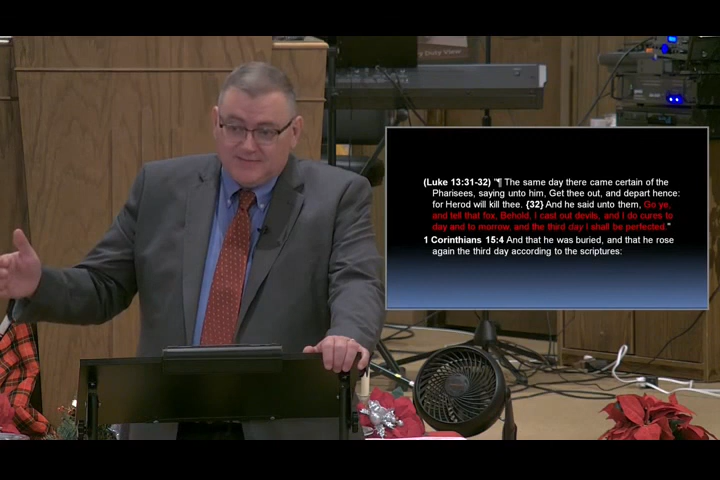 (Luke 13:31-32) "¶ The same day there came certain of the
Pharisees, saying unto him, Get thee out, and depart hence:
for Herod will kill thee. {32} And he said unto them, Go ye,
and tell that fox, Behold, I cast out devils, and I do cures to
day and to morrow, and the third day I shall be perfected."
1 Corinthians 15:4 And that he was buried, and that he rose
again the third day according to the scriptures: